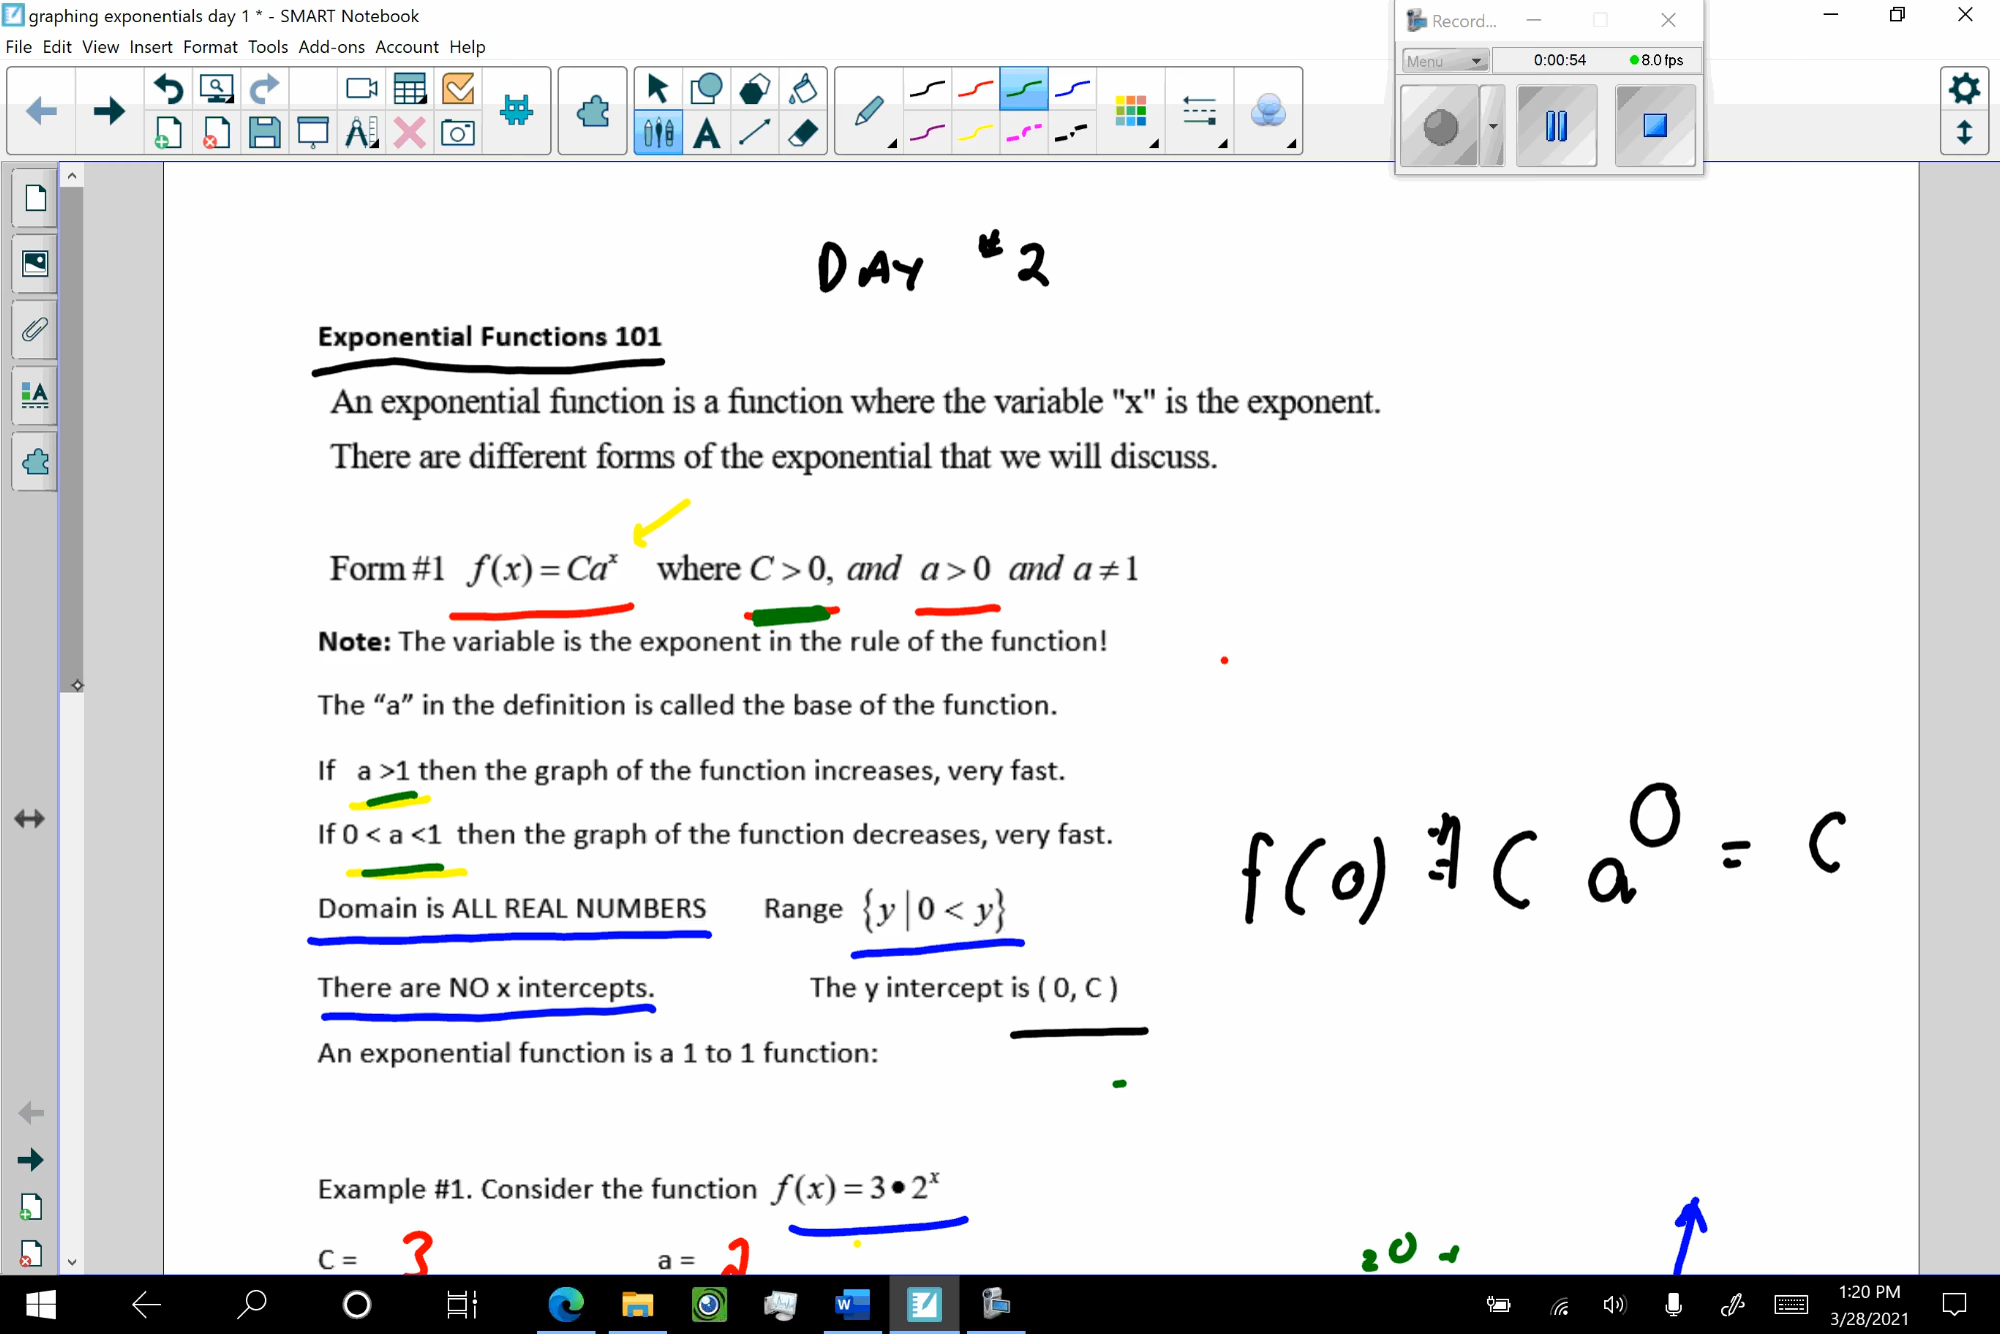 graphing exponentials day 1 * - SMART Notebook
Record...
File Edit View Insert Format Tools Add-ons Account Help
Menu 0:00:54 8.0 fps
DAY #2
Exponential Functions 101
An exponential function is a function where the variable "x" is the exponent.
There are different forms of the exponential that we will discuss.
Form #1 f(x) = Ca^x where C > 0, and a > 0 and a ≠ 1
Note: The variable is the exponent in the rule of the function!
The “a” in the definition is called the base of the function.
If a >1 then the graph of the function increases, very fast.
If 0 < a <1 then the graph of the function decreases, very fast.
f(0) = C a^0 = C
Domain is ALL REAL NUMBERS Range {y | 0 < y}
There are NO x intercepts. The y intercept is ( 0, C )
An exponential function is a 1 to 1 function:
Example #1. Consider the function f(x) = 3 • 2^x
C = 3 a = 2
20
1:20 PM
3/28/2021